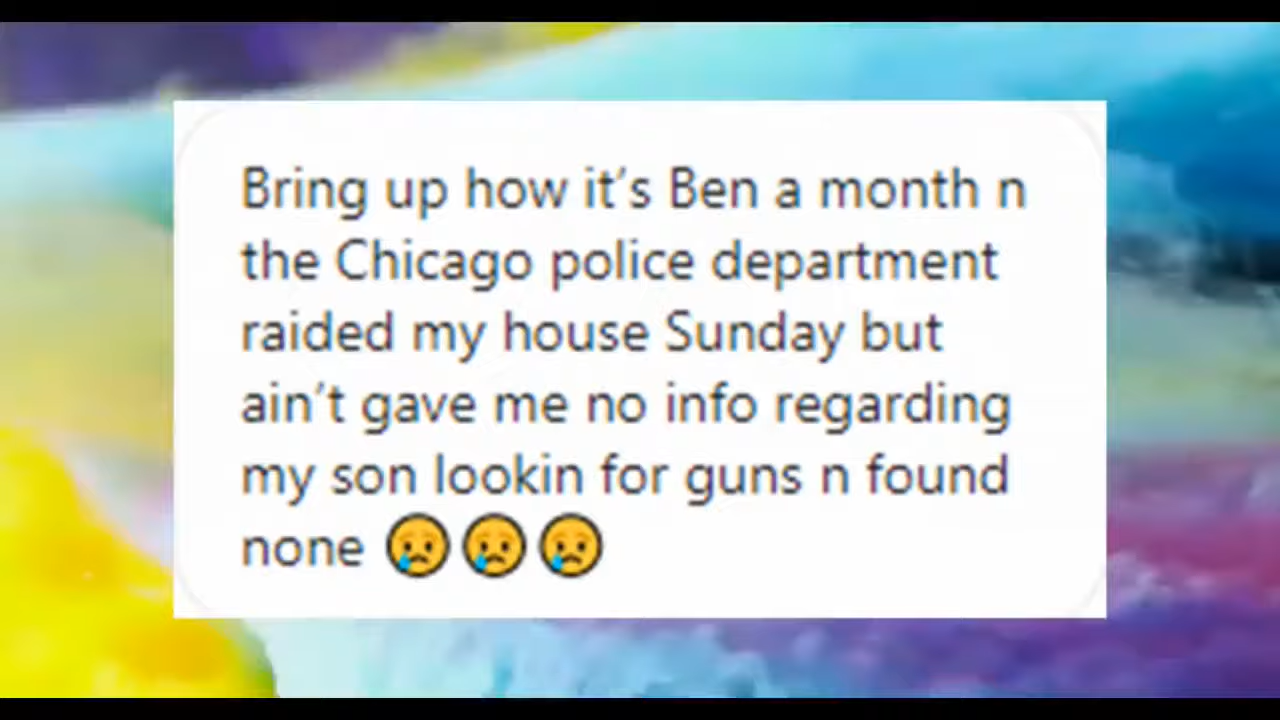 Bring up how it’s Ben a month n
the Chicago police department
raided my house Sunday but
ain’t gave me no info regarding
my son lookin for guns n found
none 😢😢😢